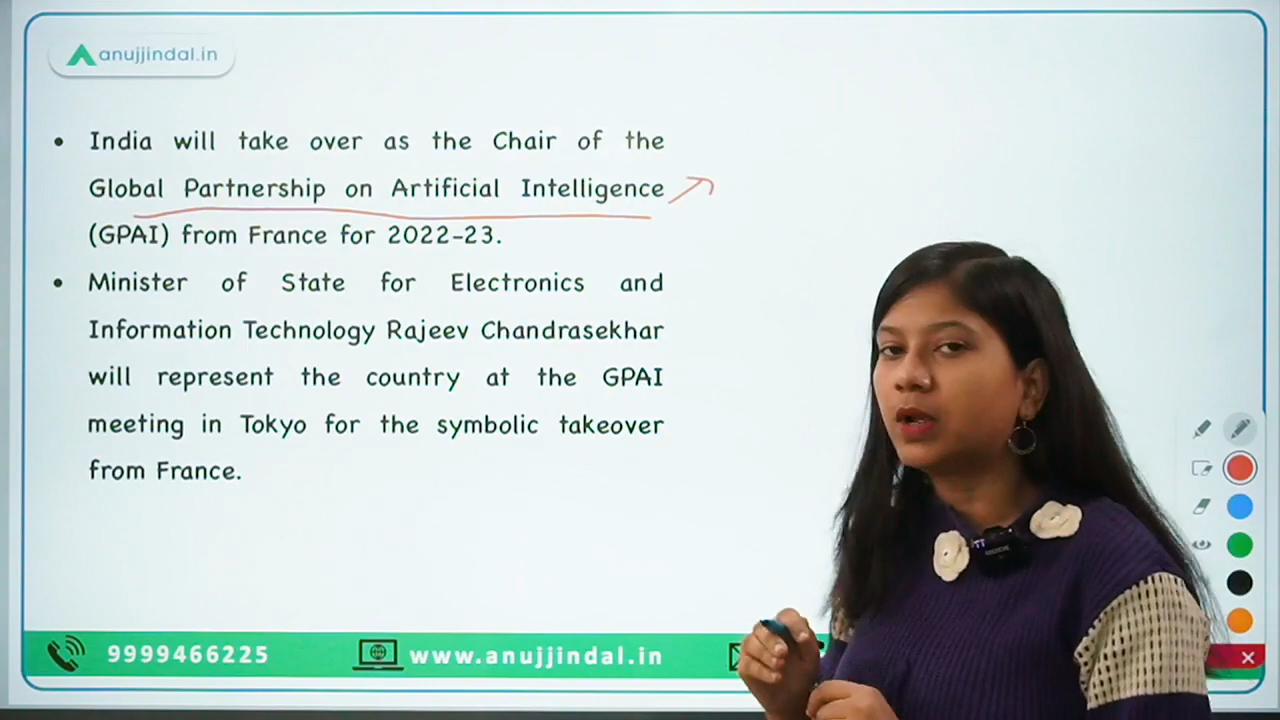 anujjindal.in
• India will take over as the Chair of the
Global Partnership on Artificial Intelligence
(GPAI) from France for 2022-23.
• Minister of State for Electronics and
Information Technology Rajeev Chandrasekhar
will represent the country at the GPAI
meeting in Tokyo for the symbolic takeover
from France.
9999466225
www.anujjindal.in